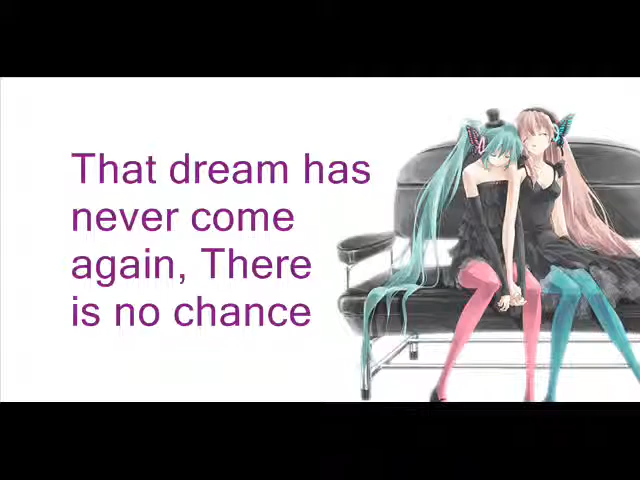 That dream has
never come
again, There
is no chance